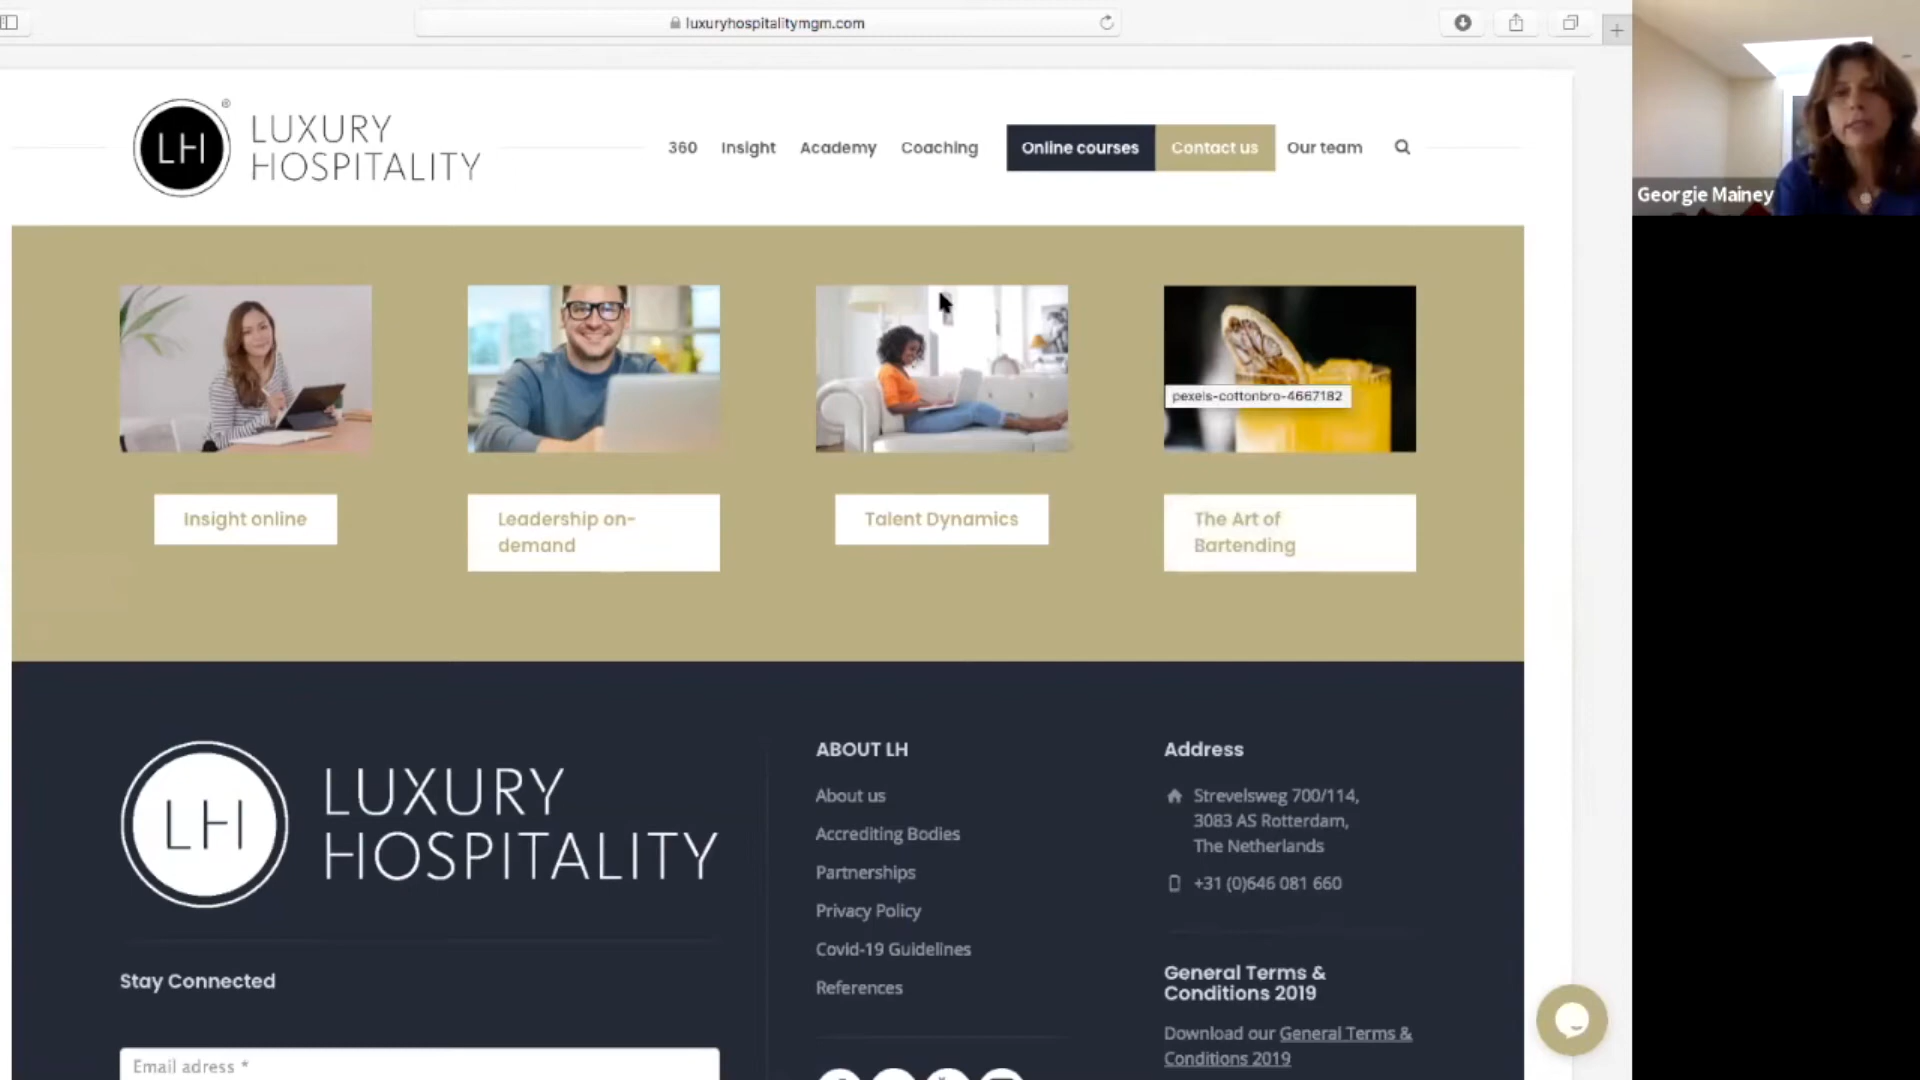 luxuryhospitalitymgm.com
LH
®
LUXURY
HOSPITALITY
360 Insight Academy Coaching Online courses Contact us Our team
Georgie Mainey
pexels-cottonbro-4667182
Insight online
Leadership on-
demand
Talent Dynamics
The Art of
Bartending
LH
LUXURY
HOSPITALITY
Stay Connected
Email adress *
ABOUT LH
About us
Accrediting Bodies
Partnerships
Privacy Policy
Covid-19 Guidelines
References
Address
Strevelsweg 700/114,
3083 AS Rotterdam,
The Netherlands
+31 (0)646 081 660
General Terms &
Conditions 2019
Download our General Terms &
Conditions 2019